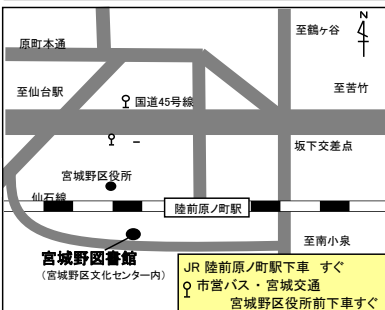 N
至鶴ヶ谷
原町本通
至仙台駅
至苦竹
国道45号線
坂下交差点
宮城野区役所
仙石線
陸前原ノ町駅
至南小泉
宮城野図書館
(宮城野区文化センター内)
JR 陸前原ノ町駅下車 すぐ
市営バス・宮城交通
宮城野区役所前下車すぐ